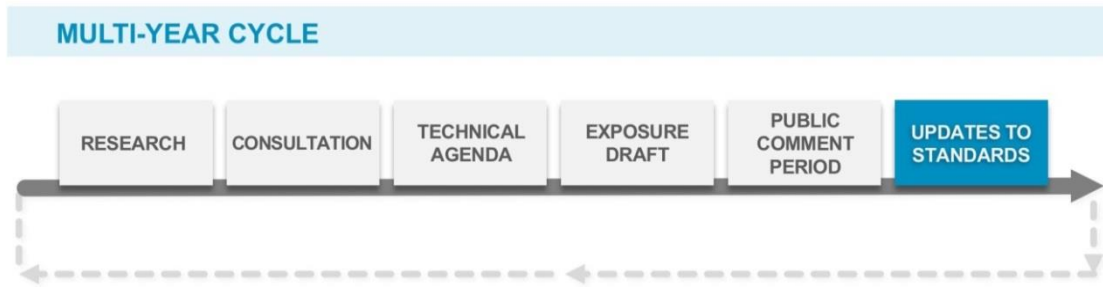 MULTI-YEAR CYCLE
RESEARCH
CONSULTATION
TECHNICAL
AGENDA
EXPOSURE
DRAFT
PUBLIC
COMMENT
PERIOD
UPDATES TO
STANDARDS